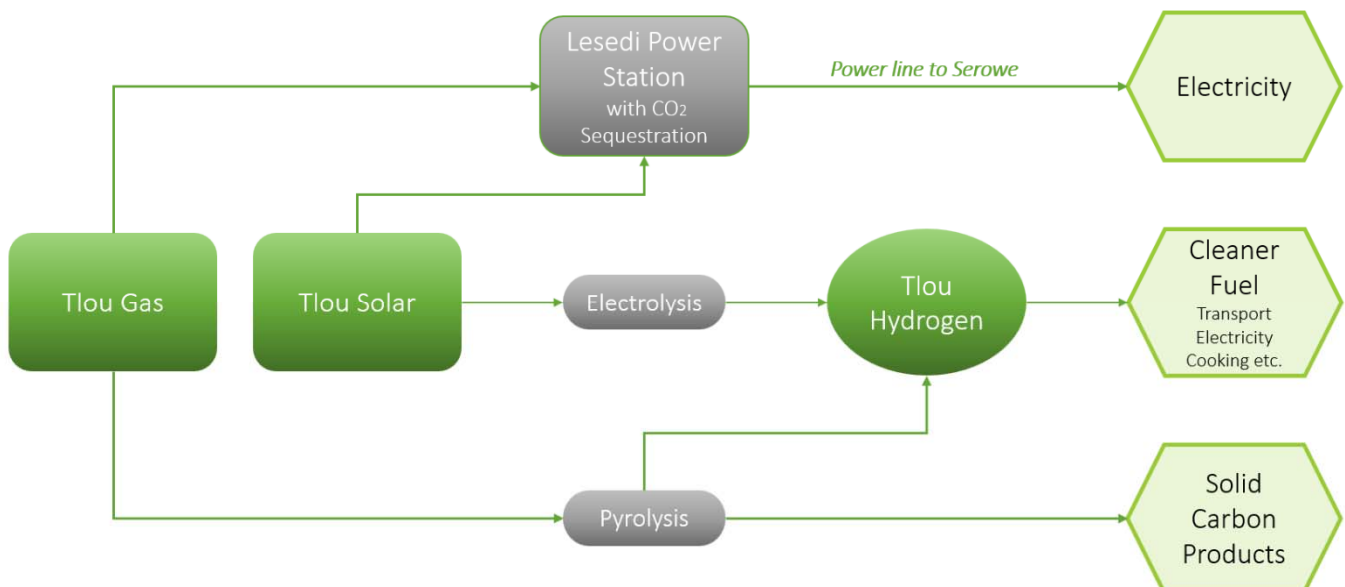 Lesedi Power
Station
with CO₂
Sequestration
Power line to Serowe
Electricity
Tlou Gas
Tlou Solar
Electrolysis
Tlou
Hydrogen
Cleaner
Fuel
Transport
Electricity
Cooking etc.
Pyrolysis
Solid
Carbon
Products